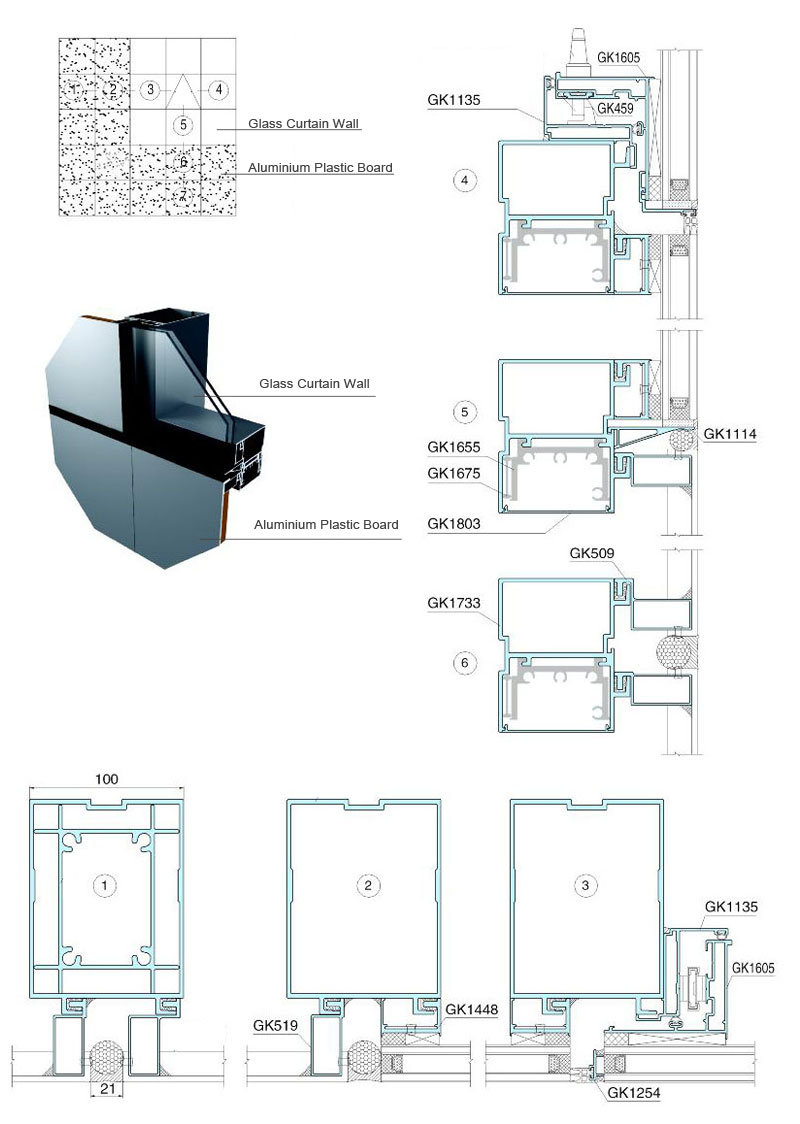 1
2
3
4
5
6
7
Glass Curtain Wall
Aluminium Plastic Board
Glass Curtain Wall
Aluminium Plastic Board
GK1605
GK1135
GK459
4
5
GK1114
GK1655
GK1675
GK1803
GK509
GK1733
6
100
1
2
3
GK1135
GK1605
GK1448
GK519
21
GK1254